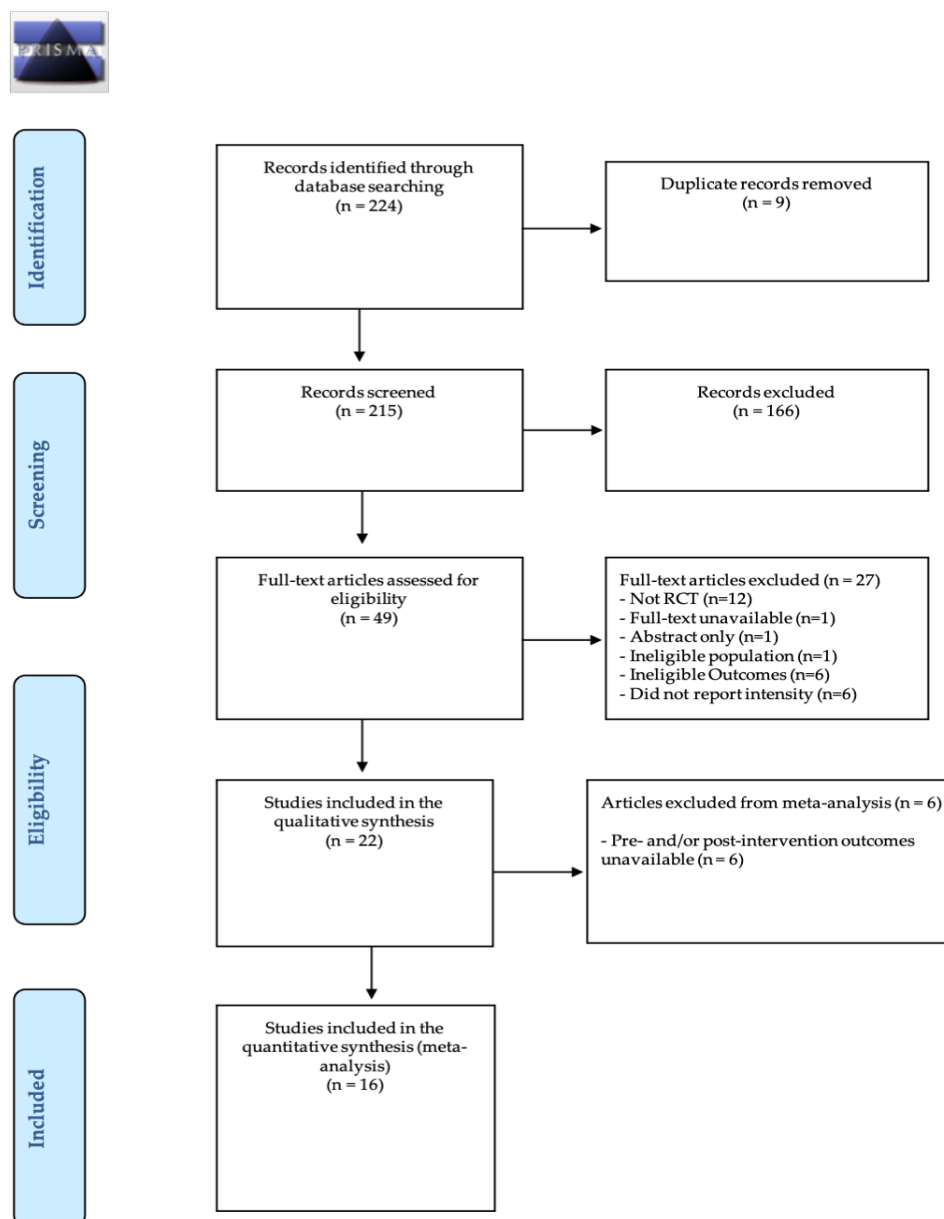 PRISMA
Identification
Records identified through
database searching
(n = 224)
Duplicate records removed
(n = 9)
Screening
Records screened
(n = 215)
Records excluded
(n = 166)
Full-text articles assessed for
eligibility
(n = 49)
Full-text articles excluded (n = 27)
- Not RCT (n=12)
- Full-text unavailable (n=1)
- Abstract only (n=1)
- Ineligible population (n=1)
- Ineligible Outcomes (n=6)
- Did not report intensity (n=6)
Eligibility
Studies included in the
qualitative synthesis
(n = 22)
Articles excluded from meta-analysis (n = 6)
- Pre- and/or post-intervention outcomes
unavailable (n = 6)
Included
Studies included in the
quantitative synthesis (meta-
analysis)
(n = 16)